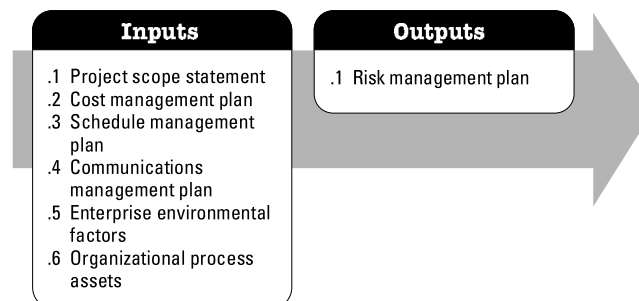 Inputs
.1 Project scope statement
.2 Cost management plan
.3 Schedule management
plan
.4 Communications
management plan
.5 Enterprise environmental
factors
.6 Organizational process
assets
Outputs
.1 Risk management plan